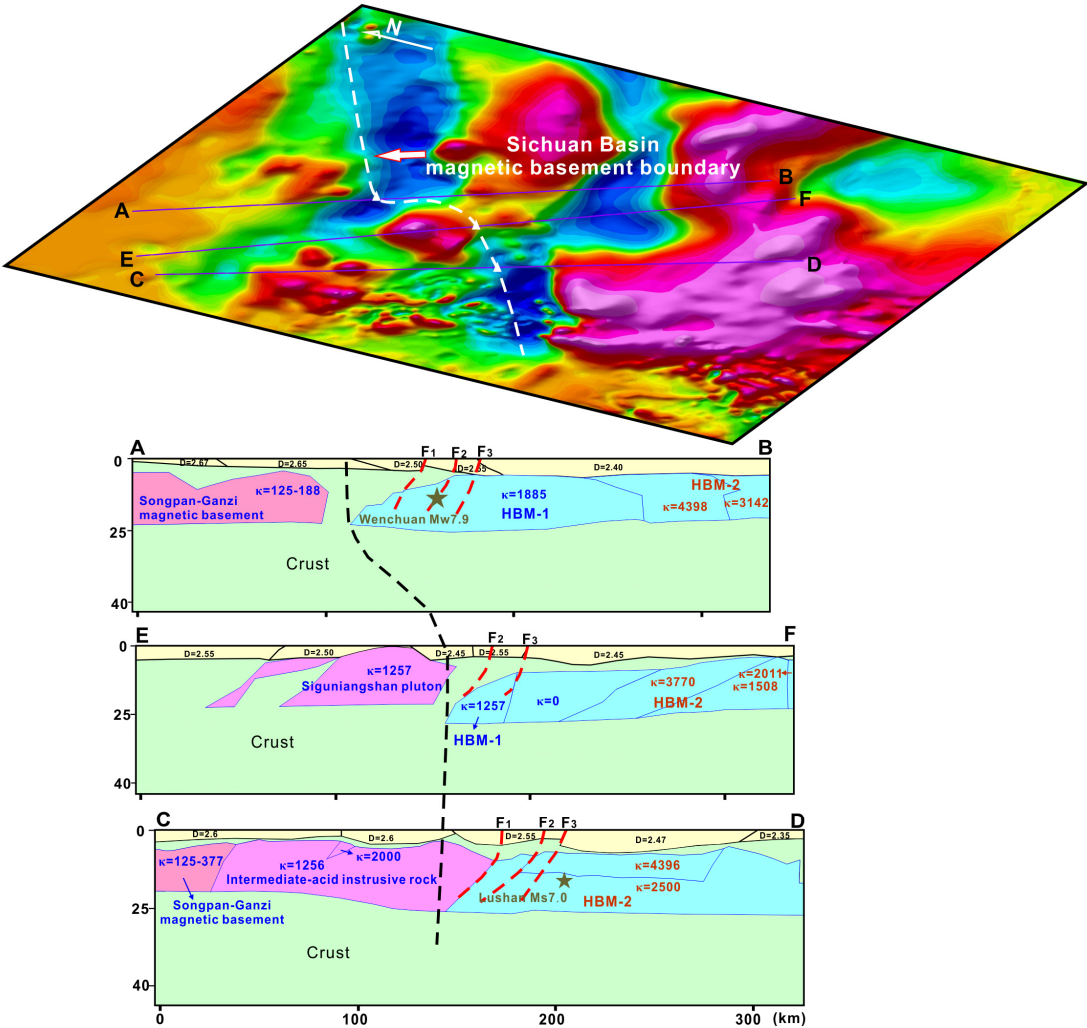 N
Sichuan Basin
magnetic basement boundary
A
B
F
E
C
D
A
F1
F2
F3
B
0
D=2.67
D=2.65
D=2.50
D=2.55
D=2.40
Songpan-Ganzi
magnetic basement
κ=125-188
κ=1885
HBM-1
HBM-2
κ=4398
κ=3142
Wenchuan Mw7.9
25
Crust
40
E
F2
F3
F
0
D=2.55
D=2.50
D=2.45
D=2.55
D=2.45
κ=1257
Siguniangshan pluton
κ=1257
κ=0
κ=3770
HBM-2
κ=2011
κ=1508
25
HBM-1
Crust
40
C
F1
F2
F3
D
0
D=2.6
D=2.6
D=2.55
D=2.47
D=2.35
κ=125-377
κ=1256
κ=2000
Intermediate-acid instrusive rock
κ=4396
κ=2500
Lushan Ms7.0
HBM-2
Songpan-Ganzi
magnetic basement
25
Crust
40
0
100
200
300
(km)